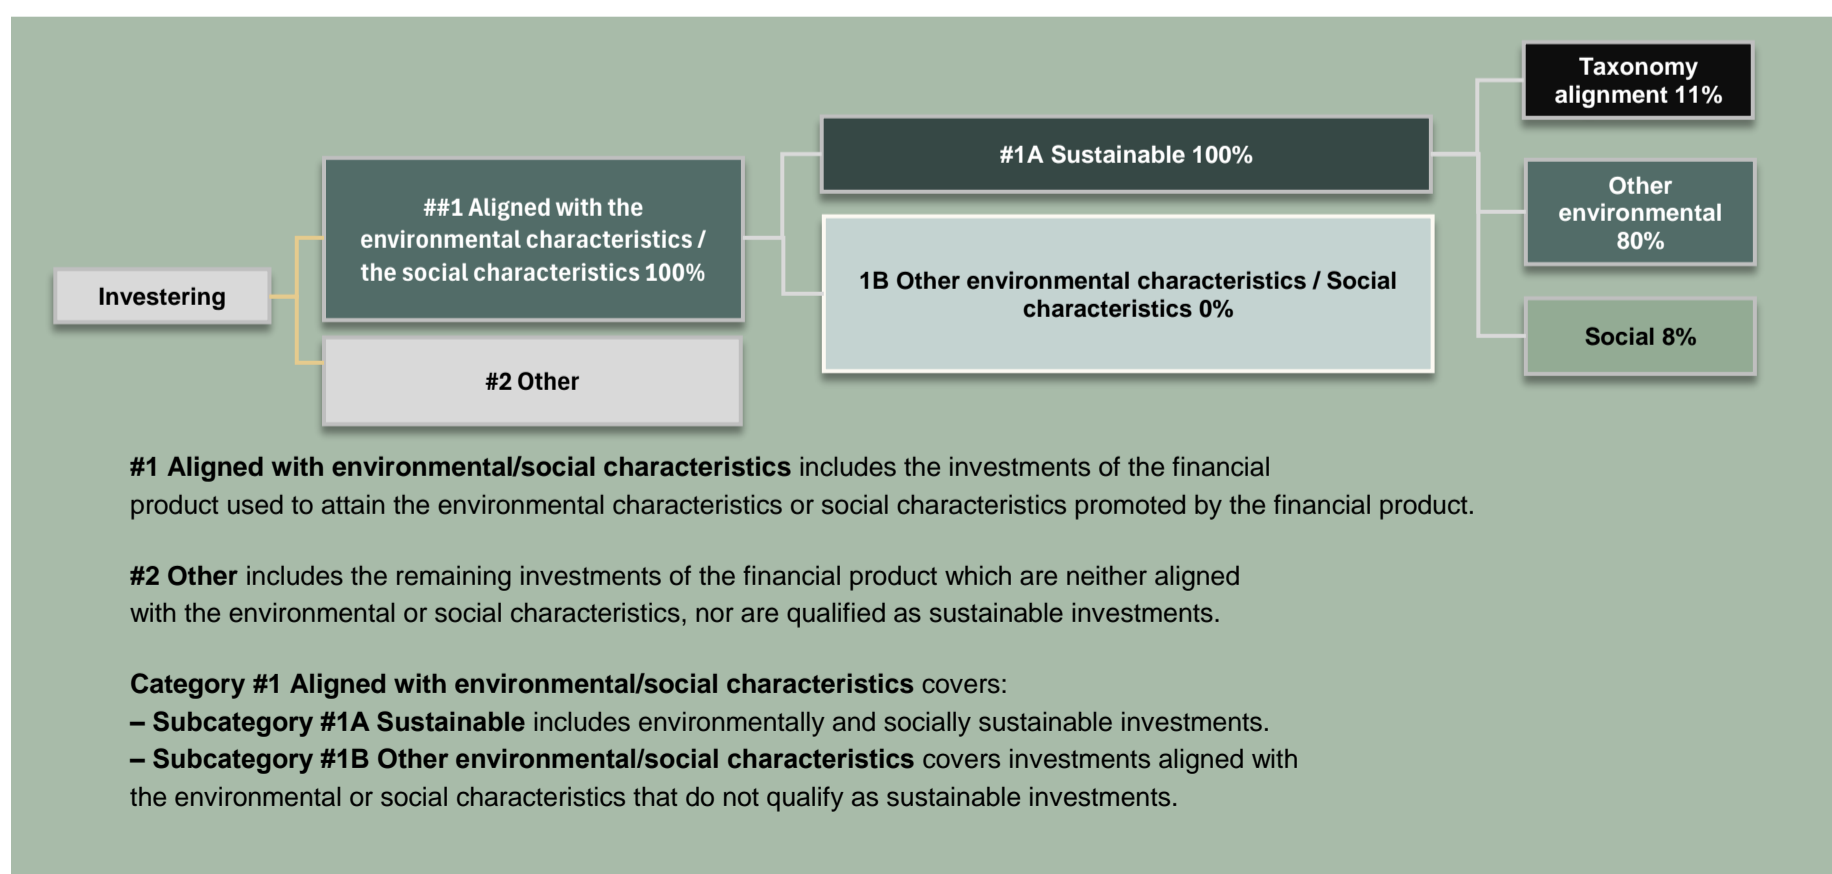 Taxonomy
alignment 11%
#1A Sustainable 100%
##1 Aligned with the
environmental characteristics /
the social characteristics 100%
Other
environmental
80%
1B Other environmental characteristics / Social
characteristics 0%
Investering
Social 8%
#2 Other
#1 Aligned with environmental/social characteristics includes the investments of the financial
product used to attain the environmental characteristics or social characteristics promoted by the financial product.
#2 Other includes the remaining investments of the financial product which are neither aligned
with the environmental or social characteristics, nor are qualified as sustainable investments.
Category #1 Aligned with environmental/social characteristics covers:
– Subcategory #1A Sustainable includes environmentally and socially sustainable investments.
– Subcategory #1B Other environmental/social characteristics covers investments aligned with
the environmental or social characteristics that do not qualify as sustainable investments.